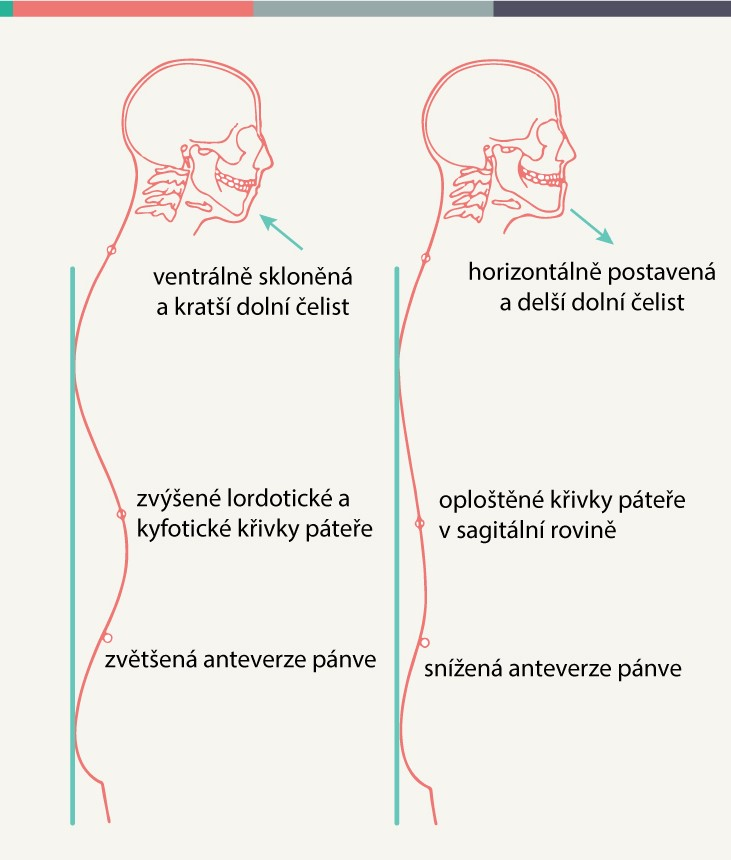 ventrálně skloněná
a kratší dolní čelist
horizontálně postavená
a delší dolní čelist
zvýšené lordotické a
kyfotické křivky páteře
oploštěné křivky páteře
v sagitální rovině
zvětšená anteverze pánve
snížená anteverze pánve